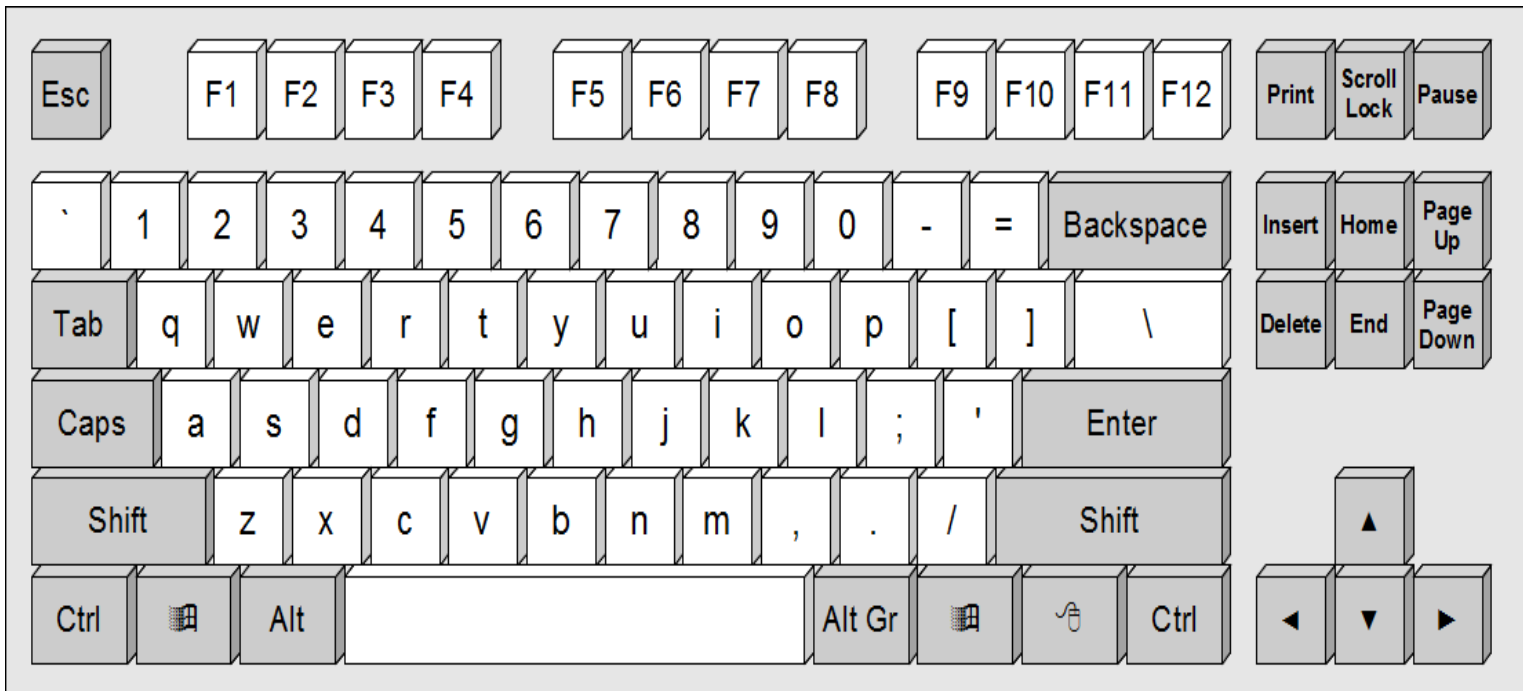 Esc F1 F2 F3 F4 F5 F6 F7 F8 F9 F10 F11 F12 Print Scroll Lock Pause
` 1 2 3 4 5 6 7 8 9 0 - = Backspace Insert Home Page Up
Tab q w e r t y u i o p [ ] \ Delete End Page Down
Caps a s d f g h j k l ; ' Enter
Shift z x c v b n m , . / Shift ▲
Ctrl Alt Alt Gr Ctrl ◄ ▼ ►